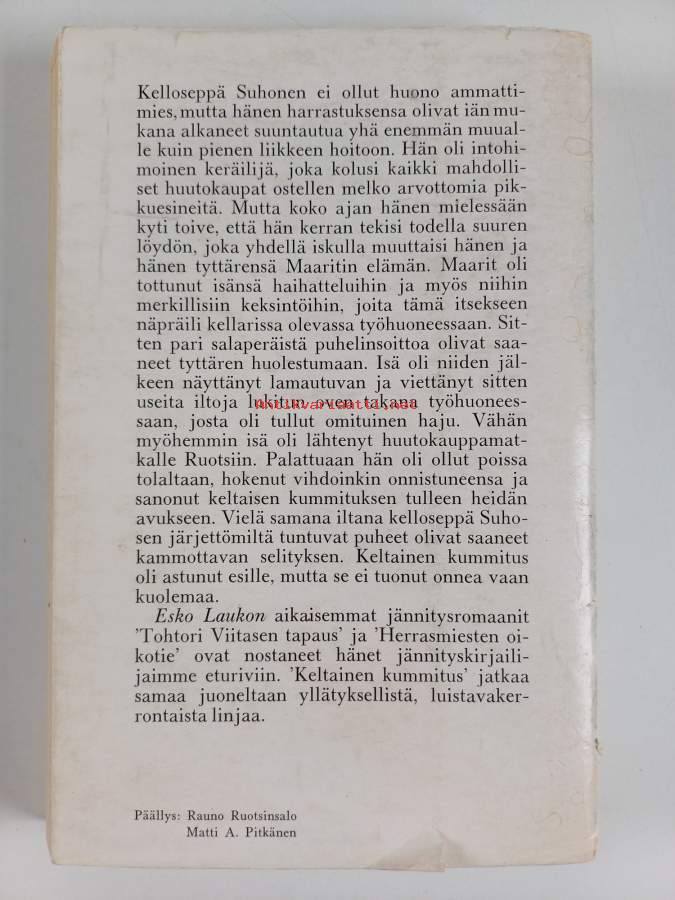 Kelloseppä Suhonen ei ollut huono ammatti-
mies, mutta hänen harrastuksensa olivat iän mu-
kana alkaneet suuntautua yhä enemmän muual-
le kuin pienen liikkeen hoitoon. Hän oli intohi-
moinen keräilijä, joka kolusi kaikki mahdolli-
set huutokaupat ostellen melko arvottomia pik-
kuesineitä. Mutta koko ajan hänen mielessään
kyti toive, että hän kerran tekisi todella suuren
löydön, joka yhdellä iskulla muuttaisi hänen ja
hänen tyttärensä Maaritin elämän. Maarit oli
tottunut isänsä haihatteluihin ja myös niihin
merkillisiin keksintöihin, joita tämä itsekseen
näpräili kellarissa olevassa työhuoneessaan. Sit-
ten pari salaperäistä puhelinsoittoa olivat saa-
neet tyttären huolestumaan. Isä oli niiden jäl-
keen näyttänyt lamautuvan ja viettänyt sitten
useita iltoja lukitun oven takana työhuonees-
Antikvariaatti.net
saan, josta oli tullut omituinen haju. Vähän
myöhemmin isä oli lähtenyt huutokauppamat-
kalle Ruotsiin. Palattuaan hän oli ollut poissa
tolaltaan, hokenut vihdoinkin onnistuneensa ja
sanonut keltaisen kummituksen tulleen heidän
avukseen. Vielä samana iltana kelloseppä Suho-
sen järjettömiltä tuntuvat puheet olivat saaneet
kammottavan selityksen. Keltainen kummitus
oli astunut esille, mutta se ei tuonut onnea vaan
kuolemaa.
Esko Laukon aikaisemmat jännitysromaanit
'Tohtori Viitasen tapaus' ja 'Herrasmiesten oi-
kotie' ovat nostaneet hänet jännityskirjaili-
jaimme eturiviin. 'Keltainen kummitus' jatkaa
samaa juoneltaan yllätyksellistä, luistavaker-
rontaista linjaa.
Päällys: Rauno Ruotsinsalo
Matti A. Pitkänen